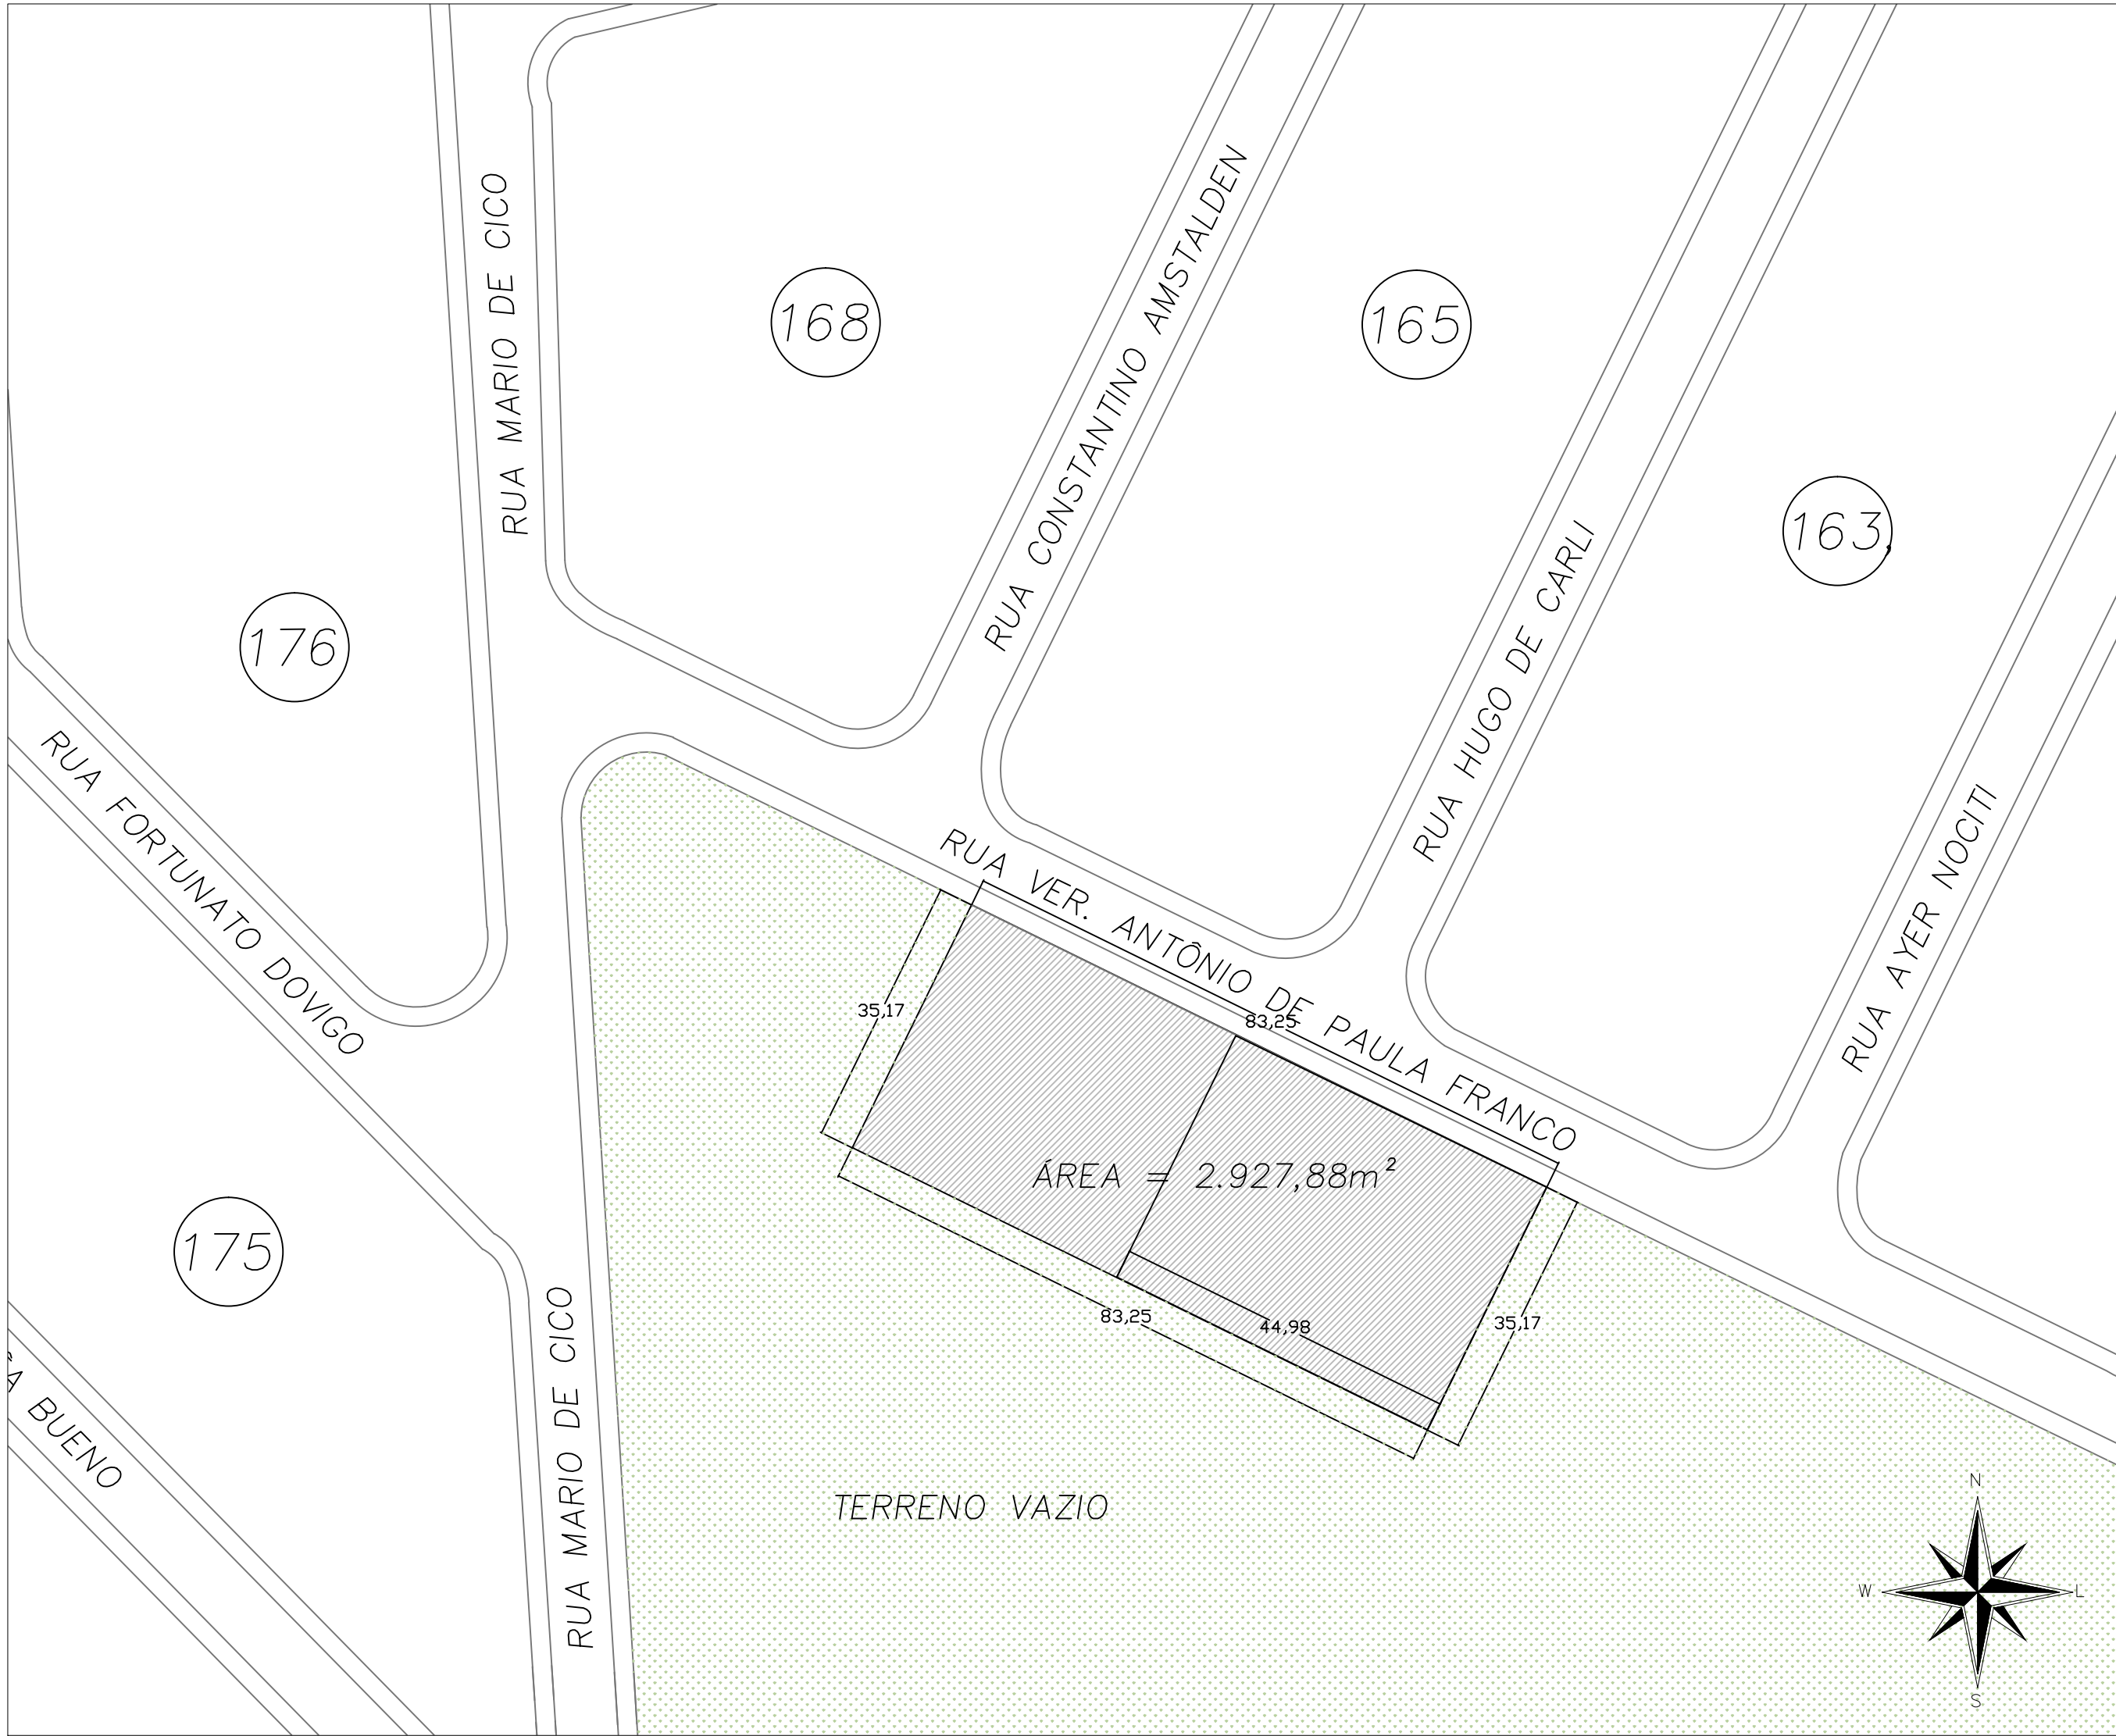 RUA MARIO DE CICO
168
RUA CONSTANTINO AMSTALDEN
165
163,
RUA HUGO DE CARLI
176
RUA FORTUNATO DOVIGO
RUA VER. ANTÔNIO DE PAULA FRANCO
RUA AYER NOCITI
35,17
83,25
ÁREA = 2.927,88m²
175
83,25
44,98
35,17
RUA MARIO DE CICO
BUENO
TERRENO VAZIO
N
W
L
S